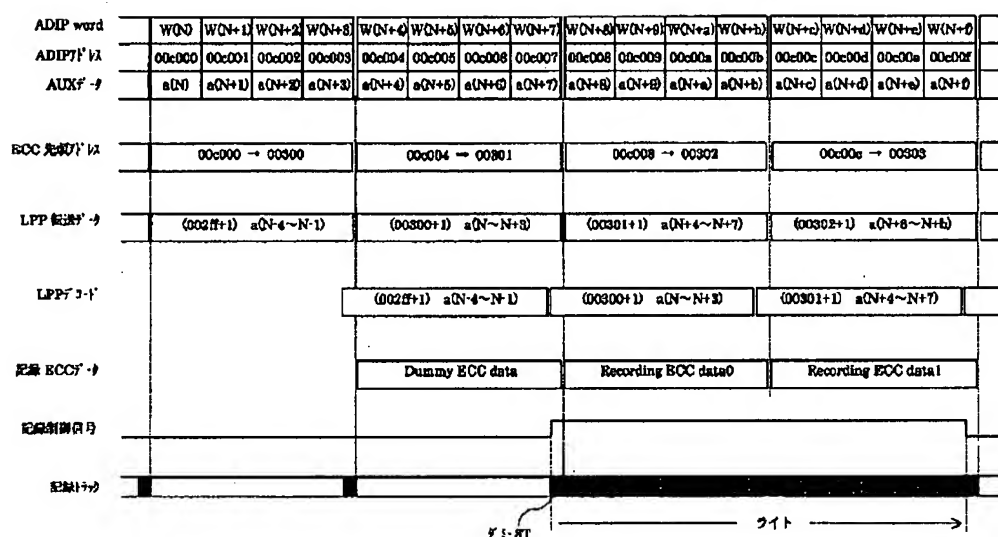 ADIP word W(N) W(N+1) W(N+2) W(N+3) W(N+4) W(N+5) W(N+6) W(N+7) W(N+8) W(N+9) W(N+a) W(N+b) W(N+c) W(N+d) W(N+e) W(N+f)
ADIPアドレス 00c000 00c001 00c002 00c003 00c004 00c005 00c006 00c007 00c008 00c009 00c00a 00c00b 00c00c 00c00d 00c00e 00c00f
AUXデータ a(N) a(N+1) a(N+2) a(N+3) a(N+4) a(N+5) a(N+6) a(N+7) a(N+8) a(N+9) a(N+a) a(N+b) a(N+c) a(N+d) a(N+e) a(N+f)
ECC 先頭アドレス 00c000 → 00300 00c004 → 00301 00c008 → 00302 00c00c → 00303
LPP 転送データ (002ff+1) a(N-4～N-1) (00300+1) a(N～N+3) (00301+1) a(N+4～N+7) (00302+1) a(N+8～N+b)
LPPデコード (002ff+1) a(N-4～N-1) (00300+1) a(N～N+3) (00301+1) a(N+4～N+7)
記録 ECCデータ Dummy ECC data Recording ECC data0 Recording ECC data1
記録制御信号
記録トラック
ライト